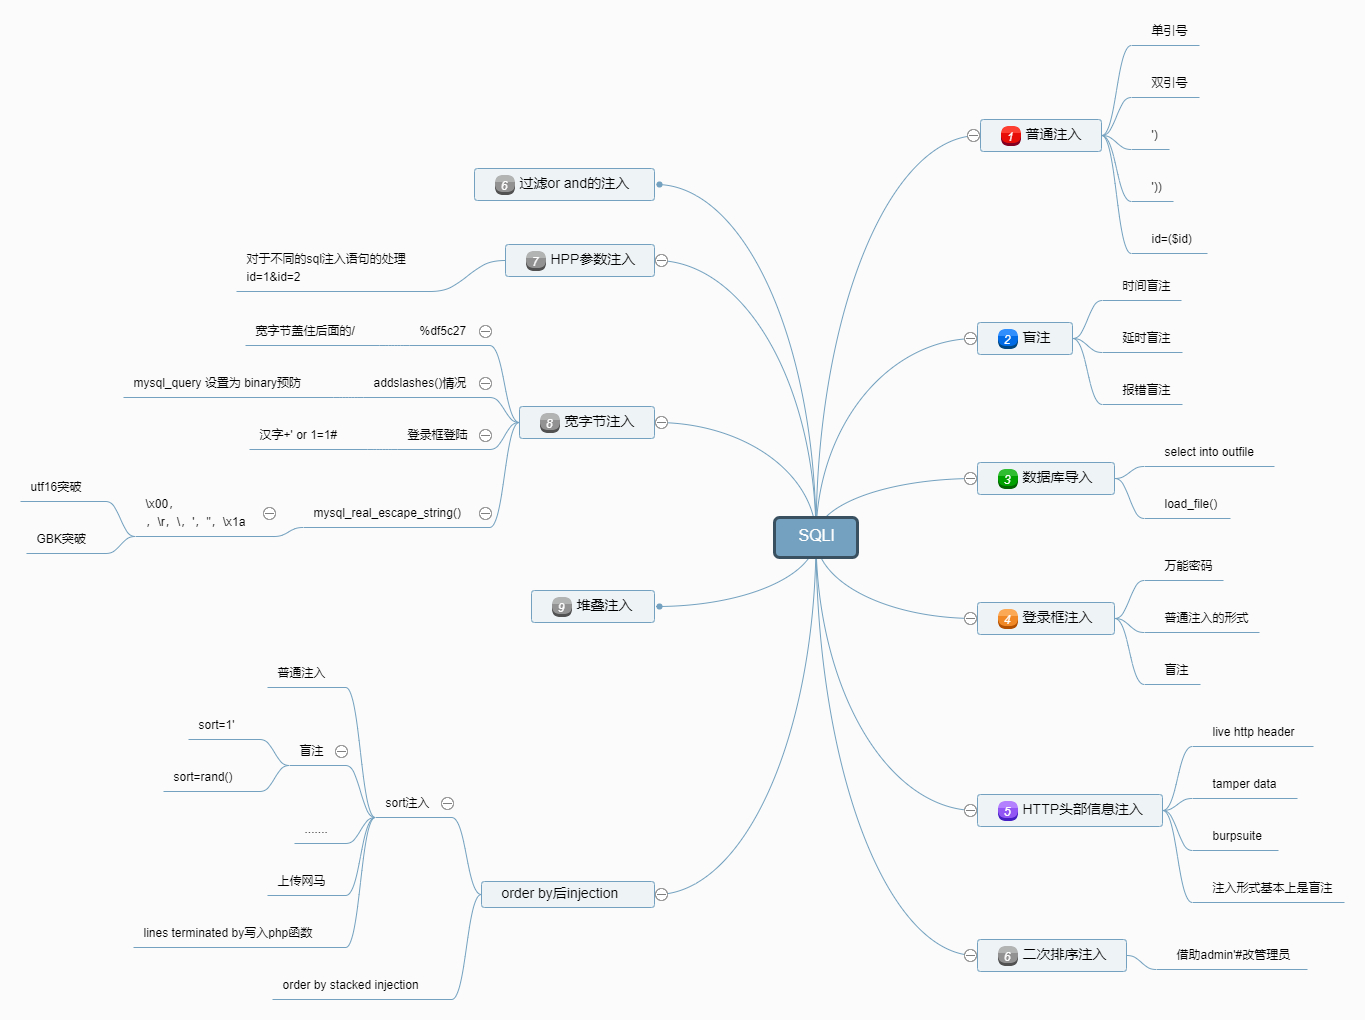 SQLI
1 普通注入
单引号
双引号
')
'))
id=($id)
2 盲注
时间盲注
延时盲注
报错盲注
3 数据库导入
select into outfile
load_file()
4 登录框注入
万能密码
普通注入的形式
盲注
5 HTTP头部信息注入
live http header
tamper data
burpsuite
注入形式基本上是盲注
6 二次排序注入
借助admin'#改管理员
6 过滤or and的注入
7 HPP参数注入
对于不同的sql注入语句的处理
id=1&id=2
8 宽字节注入
%df5c27
宽字节盖住后面的/
addslashes()情况
mysql_query 设置为 binary预防
登录框登陆
汉字+' or 1=1#
mysql_real_escape_string()
\x00,
, \r, \, ', ", \x1a
utf16突破
GBK突破
9 堆叠注入
order by后injection
sort注入
普通注入
盲注
sort=1'
sort=rand()
.......
上传网马
lines terminated by写入php函数
order by stacked injection